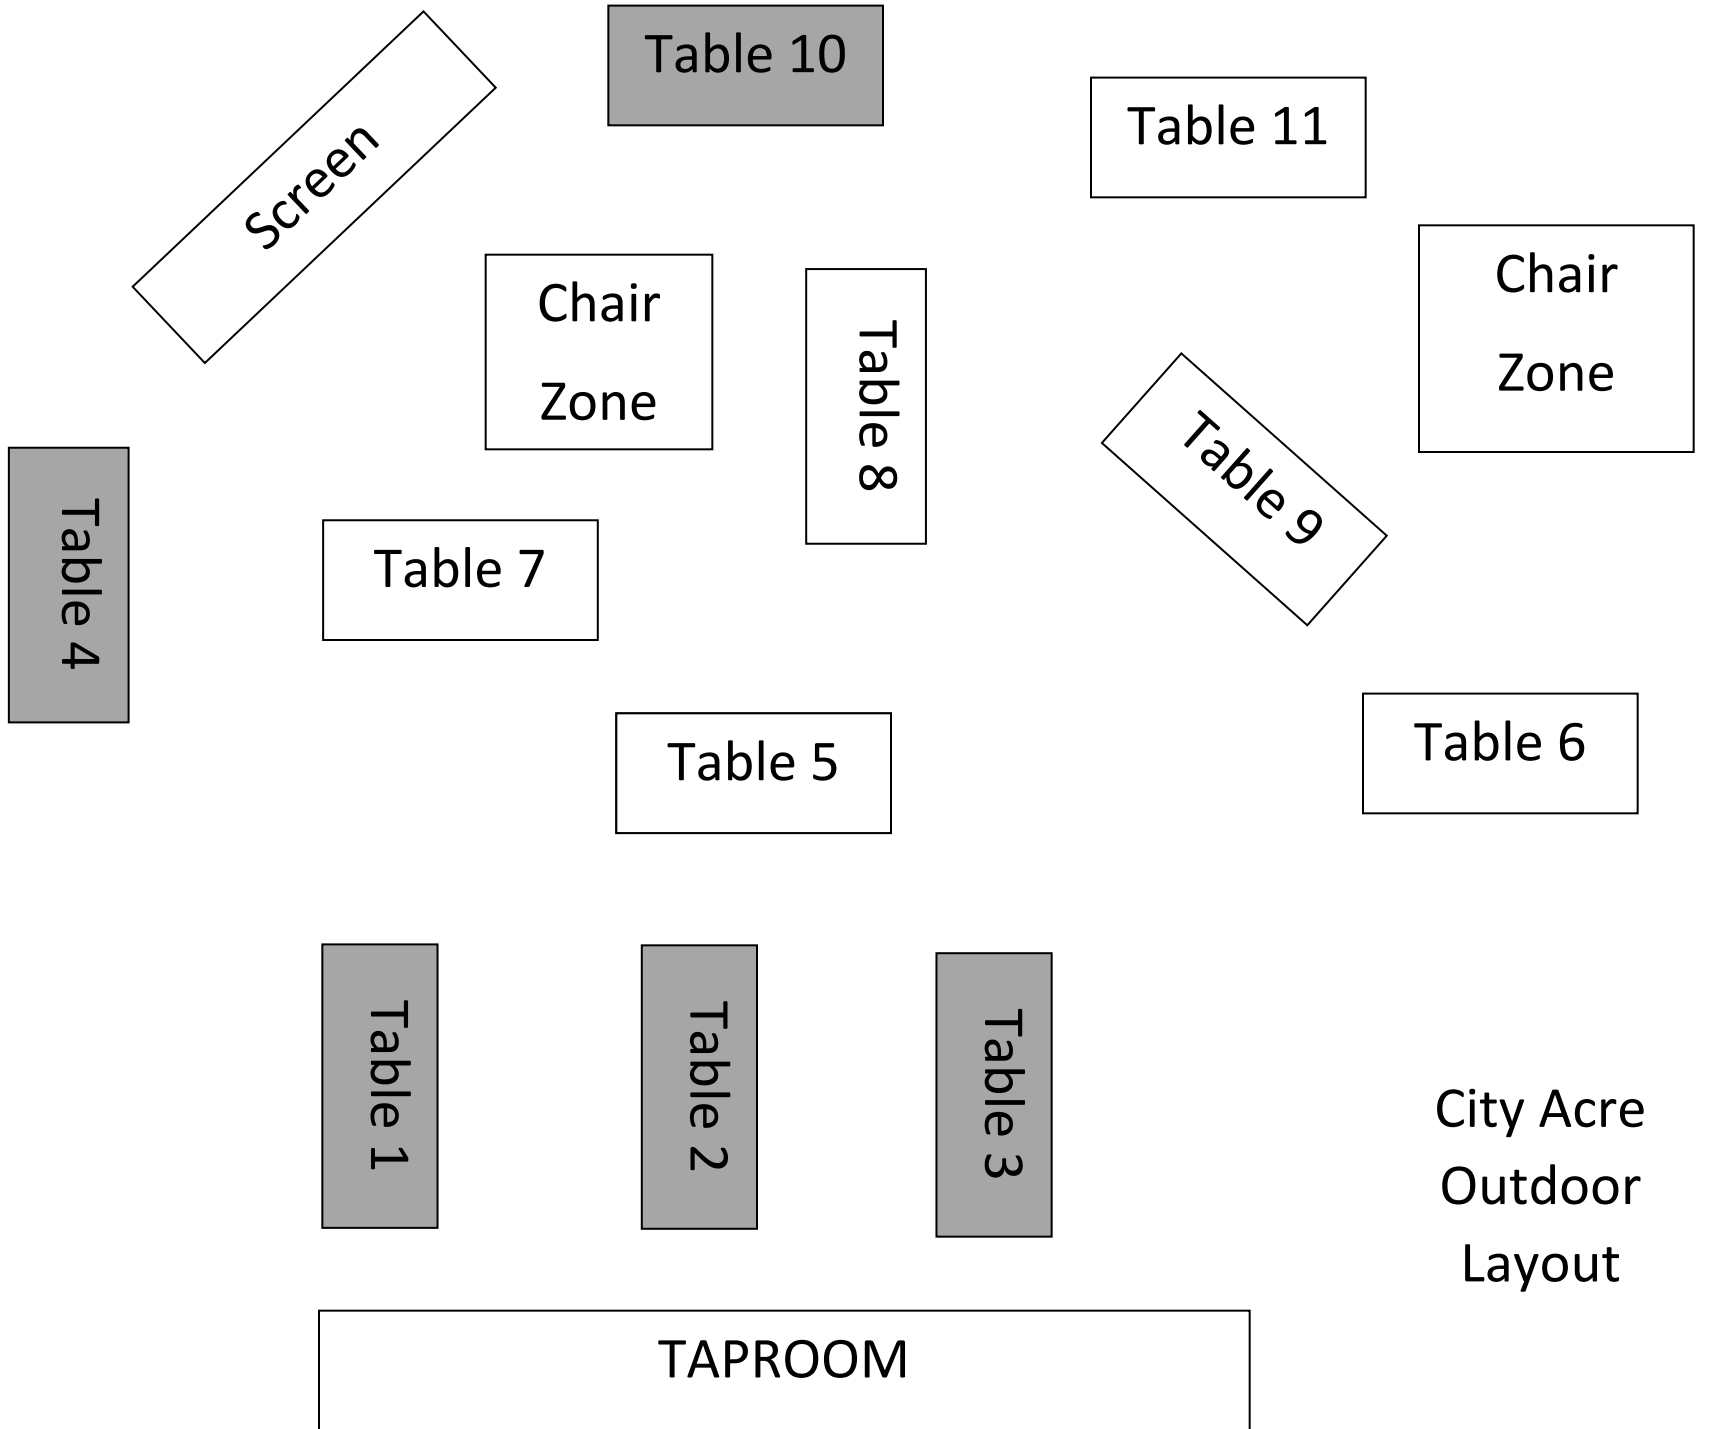 Table 10
Table 11
Screen
Chair
Zone
Chair
Zone
Table 8
Table 9
Table 4
Table 7
Table 5
Table 6
Table 1
Table 2
Table 3
City Acre
Outdoor
Layout
TAPROOM